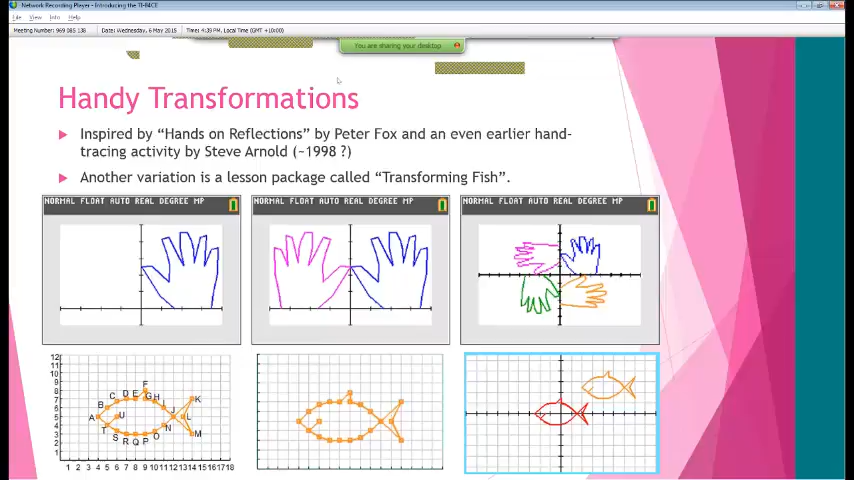 Network Recording Player - Introducing the TI-84CE
File View Info Help
Meeting Number: 969 085 138 Date: Wednesday, 6 May 2015 Time: 4:39 PM, Local Time (GMT +10:00)
You are sharing your desktop
Handy Transformations
Inspired by “Hands on Reflections” by Peter Fox and an even earlier hand-
tracing activity by Steve Arnold (~1998 ?)
Another variation is a lesson package called “Transforming Fish”.
NORMAL FLOAT AUTO REAL DEGREE MP
NORMAL FLOAT AUTO REAL DEGREE MP
NORMAL FLOAT AUTO REAL DEGREE MP
12
11
10
9
8
7
6
5
4
3
2
1
F
C D E G H
B I
A U J L K
T N M
S R Q P O
1 2 3 4 5 6 7 8 9 10 11 12 13 14 15 16 17 18